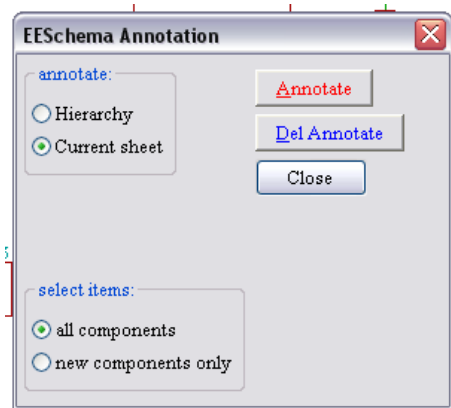 EESchema Annotation
annotate:
Hierarchy
Current sheet
Annotate
Del Annotate
Close
select items:
all components
new components only